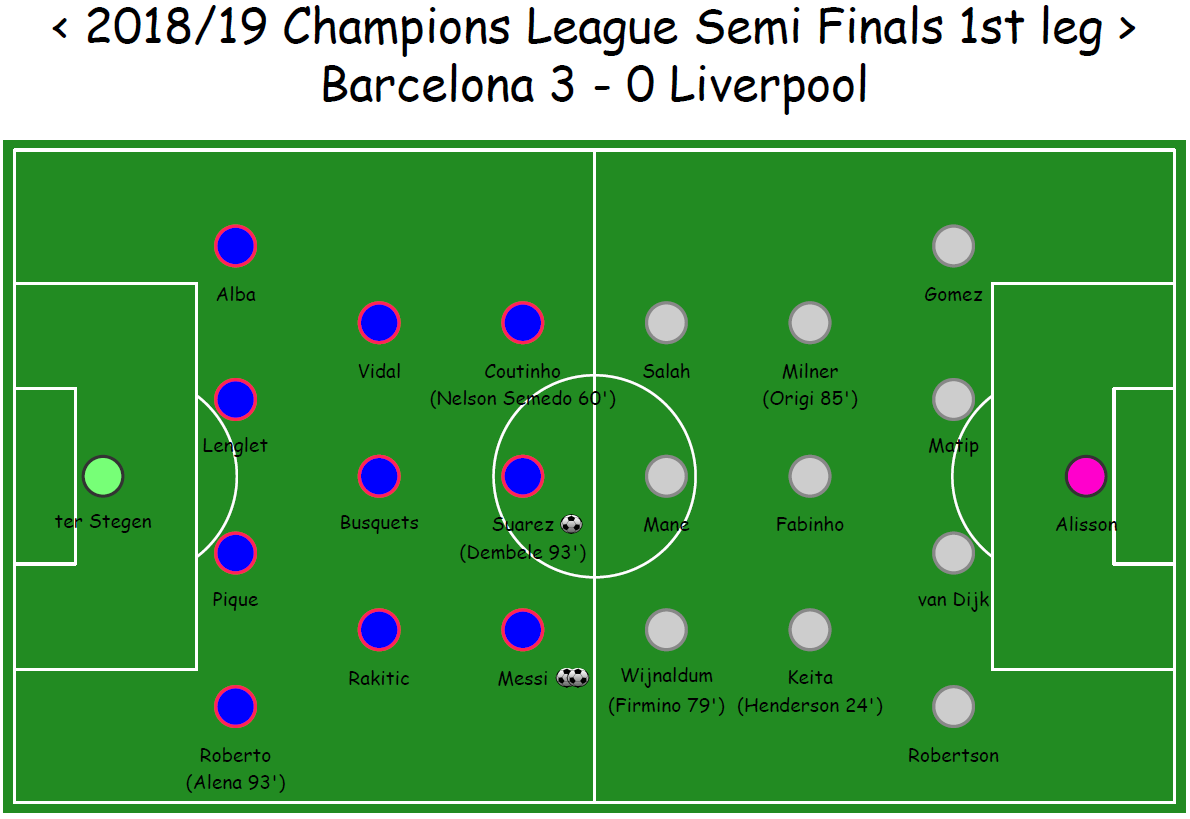 < 2018/19 Champions League Semi Finals 1st leg >
Barcelona 3 - 0 Liverpool
Alba
Gomez
Vidal
Coutinho
(Nelson Semedo 60')
Salah
Milner
(Origi 85')
Lenglet
Matip
ter Stegen
Busquets
Suarez
(Dembele 93')
Mane
Fabinho
Alisson
Pique
van Dijk
Rakitic
Messi
Wijnaldum
(Firmino 79')
Keita
(Henderson 24')
Roberto
(Alena 93')
Robertson